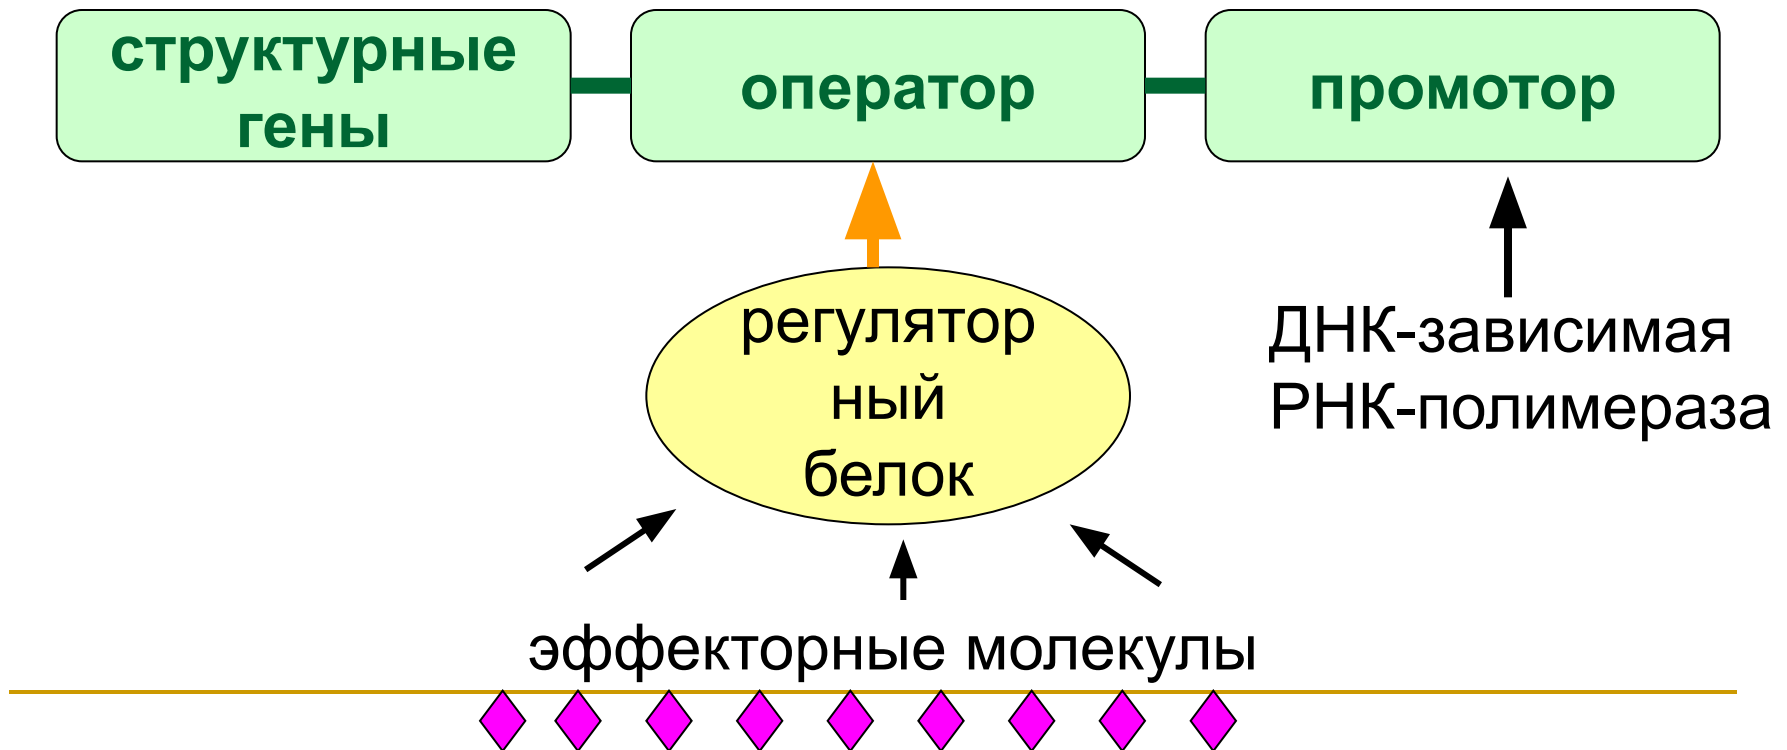 структурные
гены
оператор
промотор
регулятор
ный
белок
ДНК-зависимая
РНК-полимераза
эффекторные молекулы